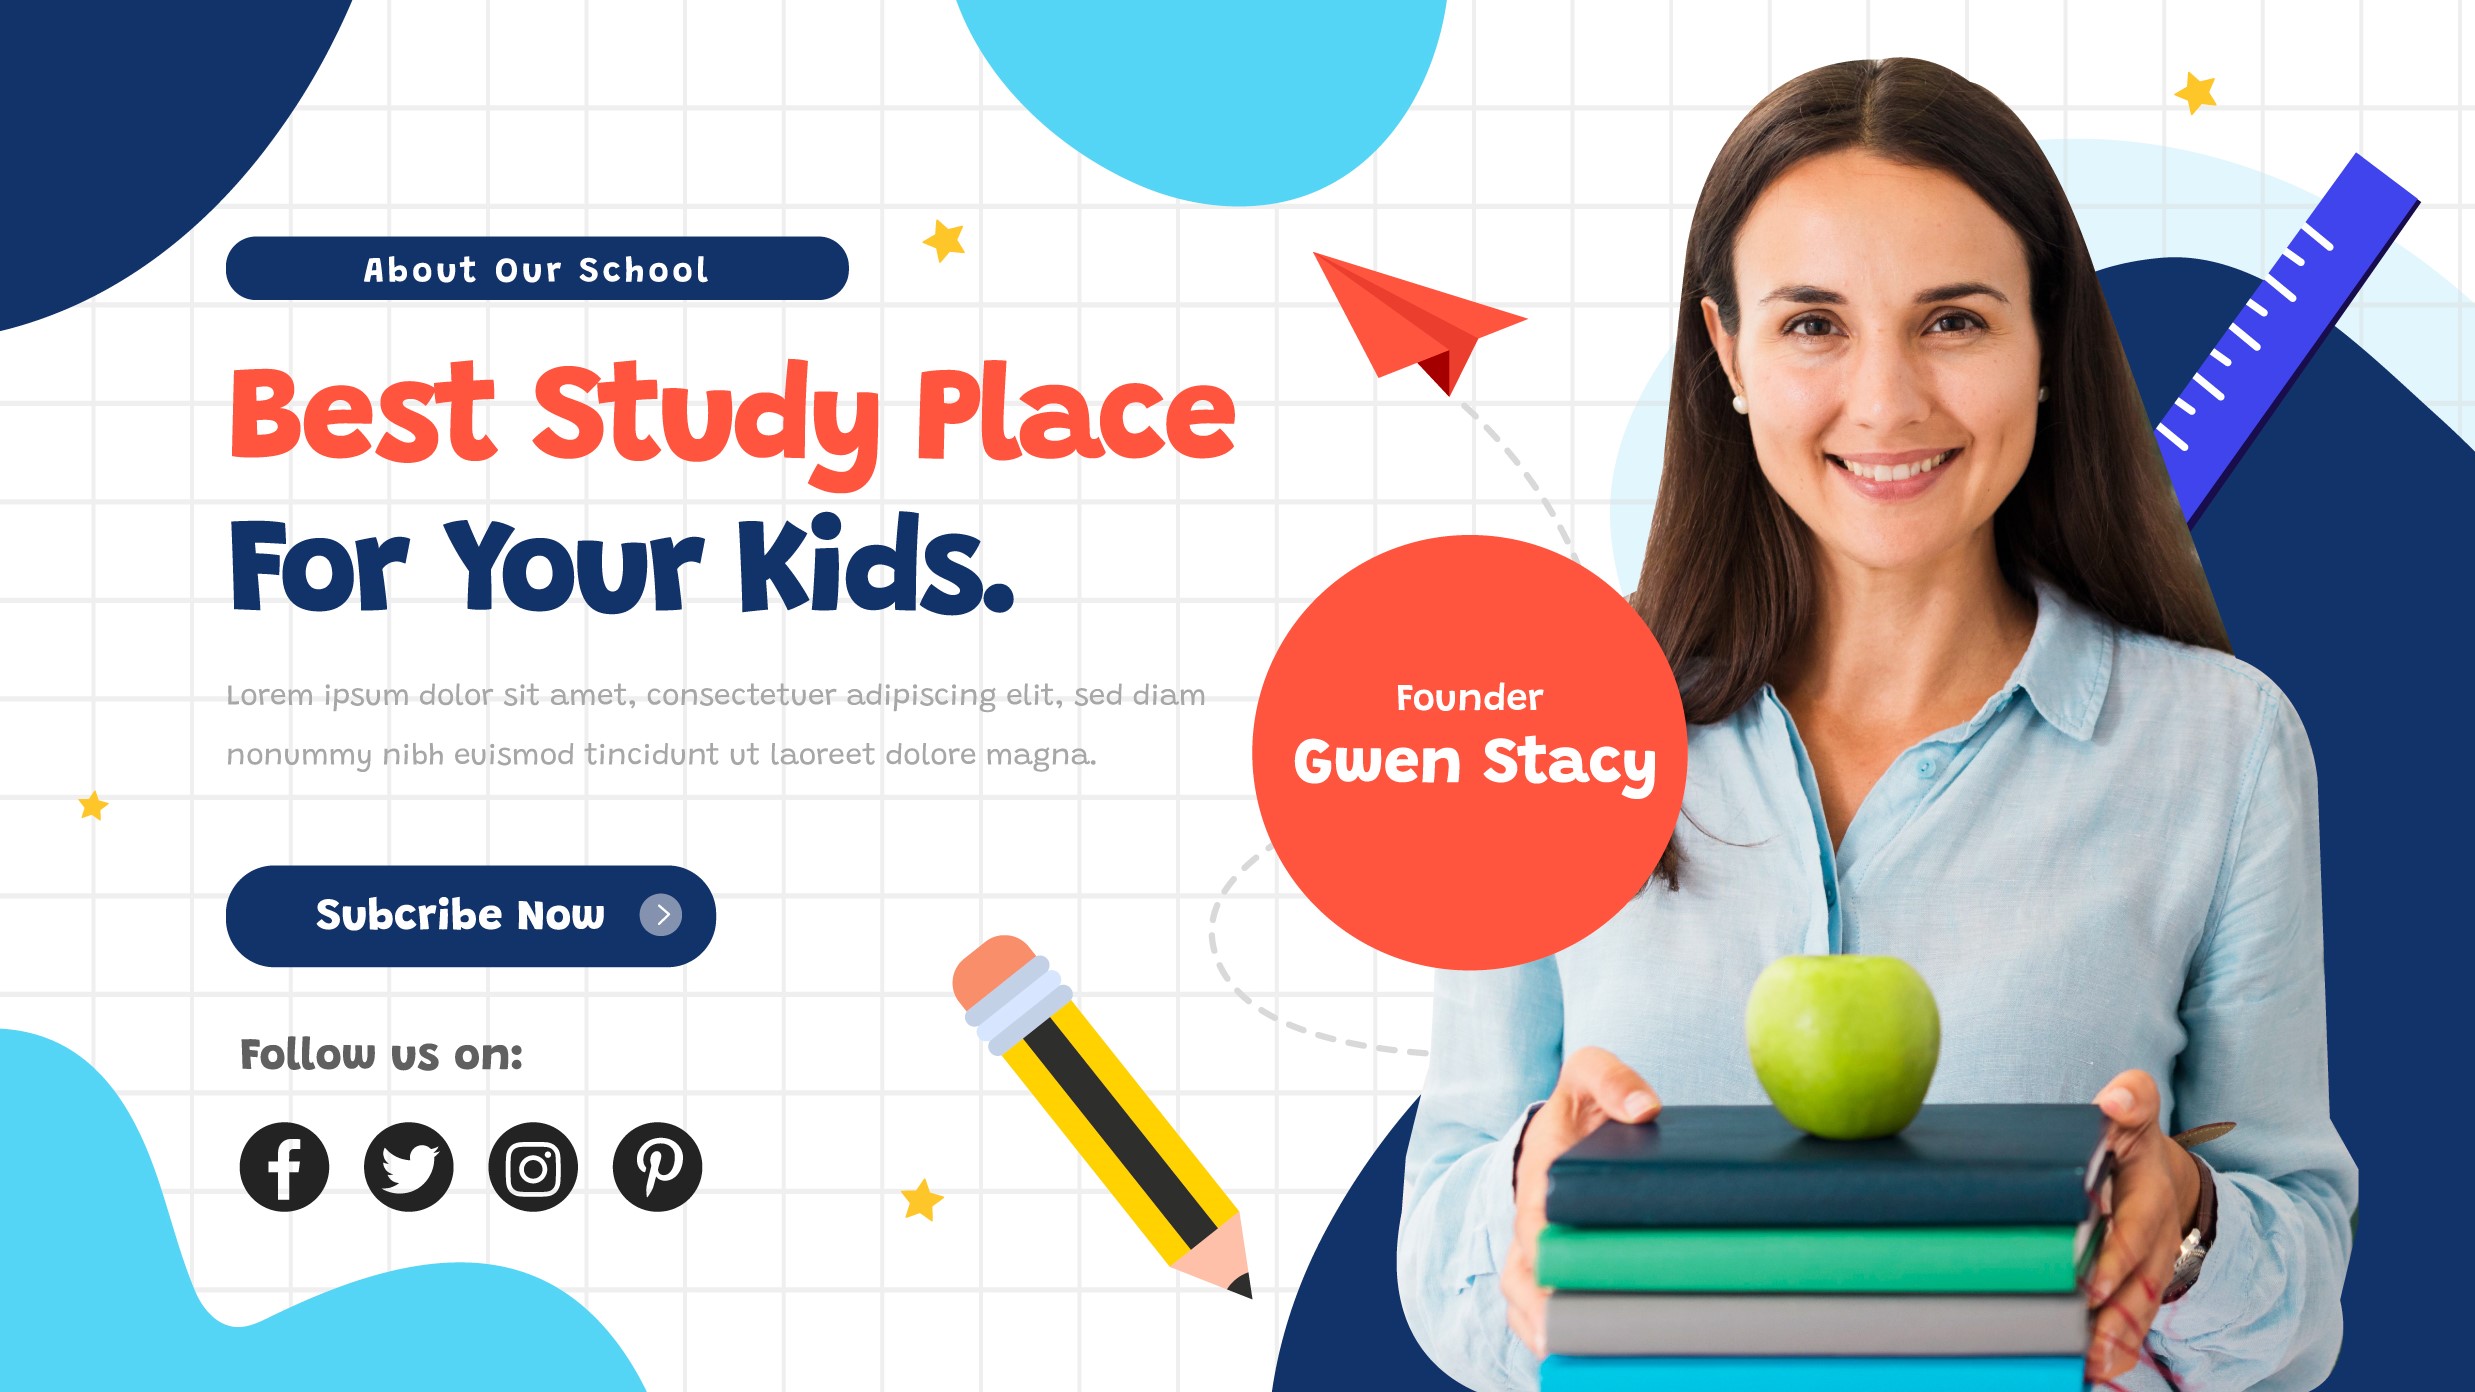 About Our School
Best Study Place
For Your Kids.
Lorem ipsum dolor sit amet, consectetuer adipiscing elit, sed diam
nonummy nibh euismod tincidunt ut laoreet dolore magna.
Subcribe Now
Follow us on:
Founder
Gwen Stacy